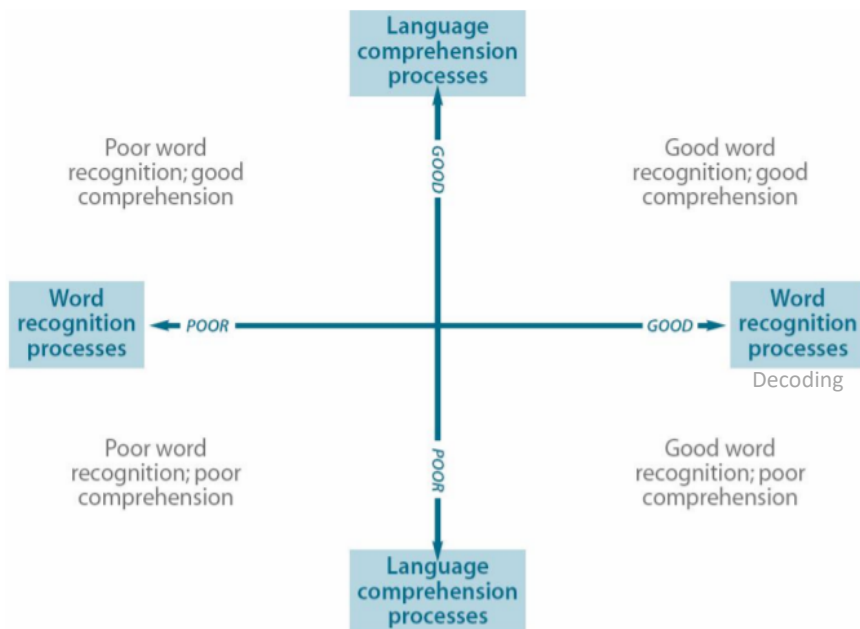 Language
comprehension
processes
GOOD
Poor word
recognition; good
comprehension
Good word
recognition; good
comprehension
Word
recognition
processes
POOR
GOOD
Word
recognition
processes
Decoding
Poor word
recognition; poor
comprehension
POOR
Good word
recognition; poor
comprehension
Language
comprehension
processes